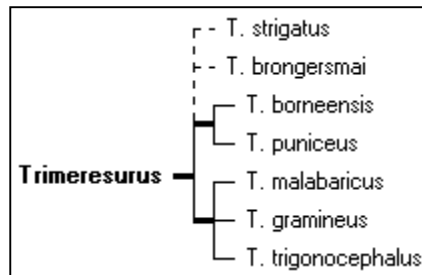 T. strigatus
T. brongersmai
T. borneensis
T. puniceus
Trimeresurus
T. malabaricus
T. gramineus
T. trigonocephalus